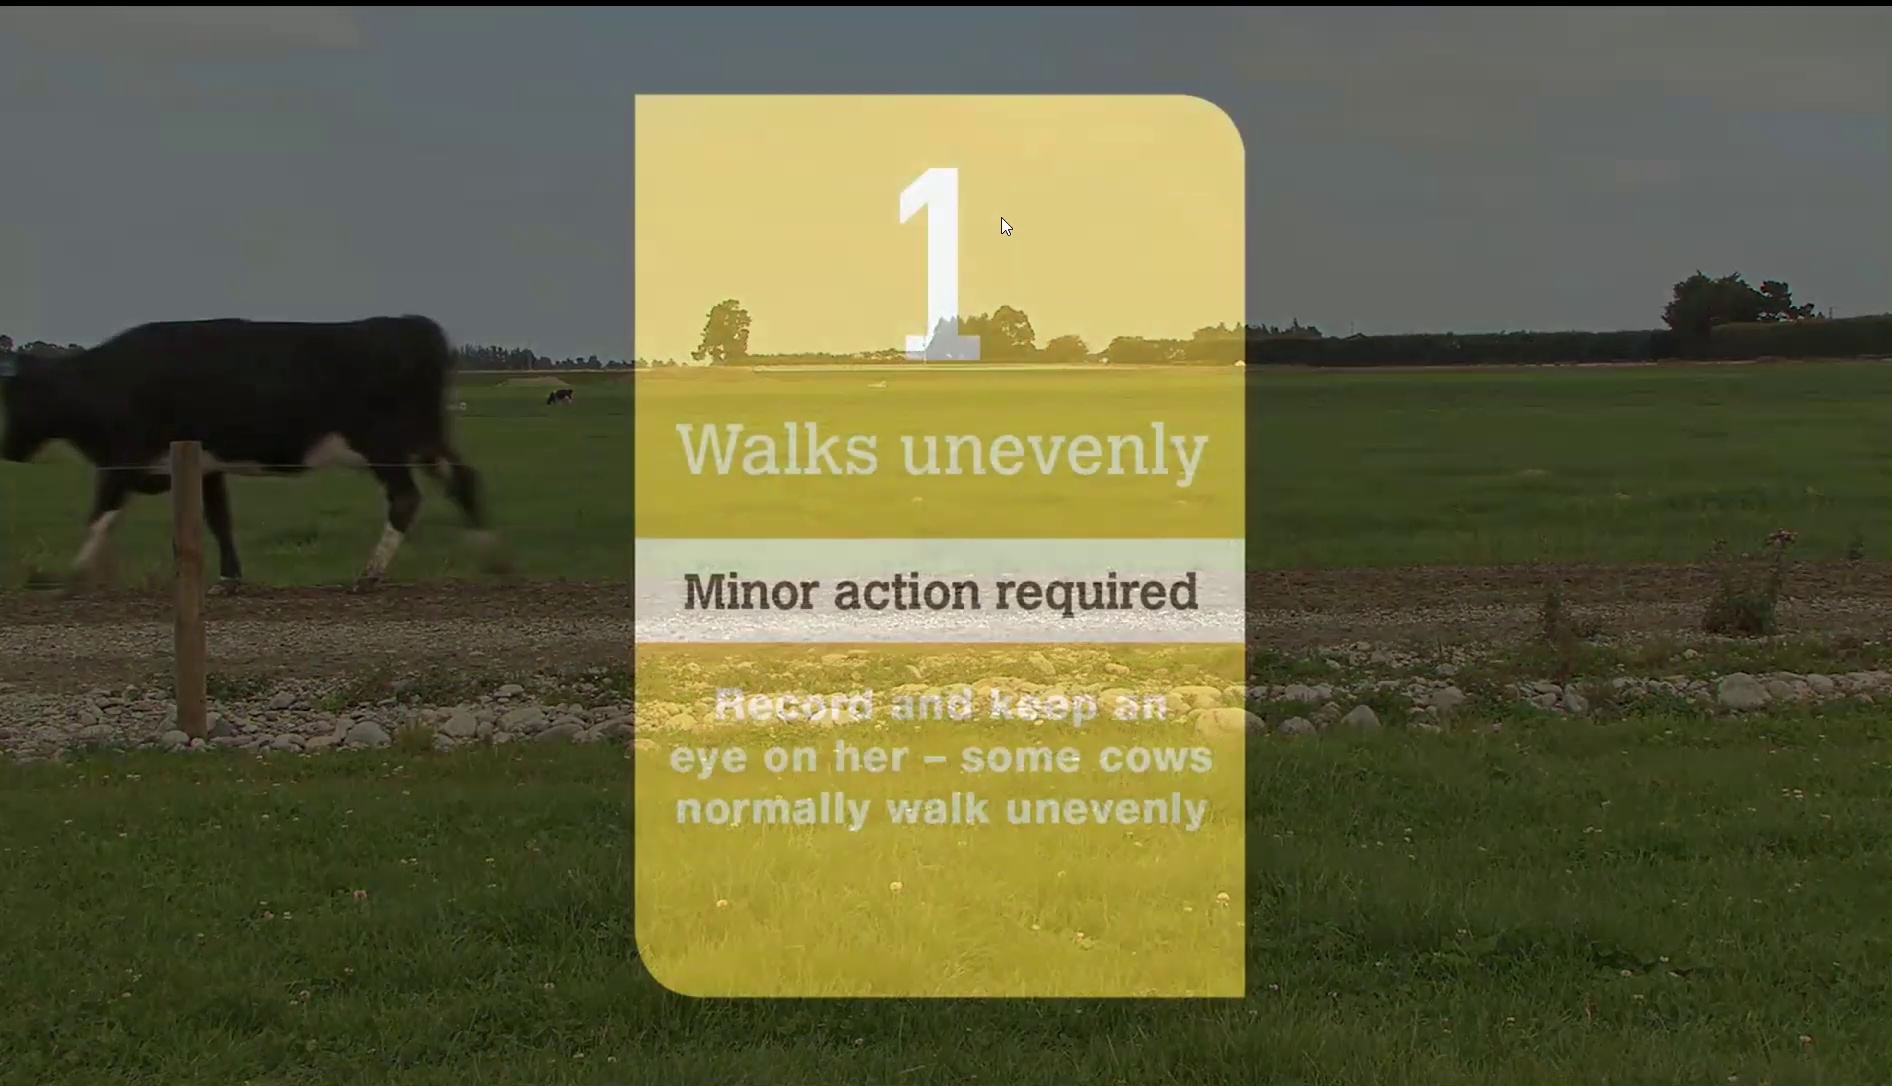 1
Walks unevenly
Minor action required
Record and keep an
eye on her – some cows
normally walk unevenly